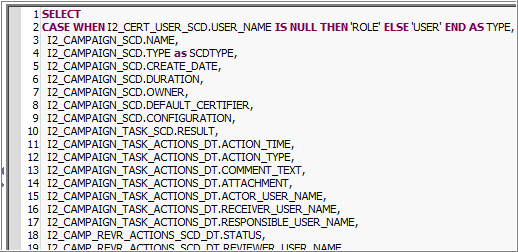 1 SELECT
2 CASE WHEN I2_CERT_USER_SCD.USER_NAME IS NULL THEN 'ROLE' ELSE 'USER' END AS TYPE,
3 I2_CAMPAIGN_SCD.NAME,
4 I2_CAMPAIGN_SCD.TYPE as SCDTYPE,
5 I2_CAMPAIGN_SCD.CREATE_DATE,
6 I2_CAMPAIGN_SCD.DURATION,
7 I2_CAMPAIGN_SCD.OWNER,
8 I2_CAMPAIGN_SCD.DEFAULT_CERTIFIER,
9 I2_CAMPAIGN_SCD.CONFIGURATION,
10 I2_CAMPAIGN_TASK_SCD.RESULT,
11 I2_CAMPAIGN_TASK_ACTIONS_DT.ACTION_TIME,
12 I2_CAMPAIGN_TASK_ACTIONS_DT.ACTION_TYPE,
13 I2_CAMPAIGN_TASK_ACTIONS_DT.COMMENT_TEXT,
14 I2_CAMPAIGN_TASK_ACTIONS_DT.ATTACHMENT,
15 I2_CAMPAIGN_TASK_ACTIONS_DT.ACTOR_USER_NAME,
16 I2_CAMPAIGN_TASK_ACTIONS_DT.RECEIVER_USER_NAME,
17 I2_CAMPAIGN_TASK_ACTIONS_DT.RESPONSIBLE_USER_NAME,
18 I2_CAMP_REVR_ACTIONS_SCD_DT.STATUS,
19 I2_CAMP_REVR_ACTIONS_SCD_DT.REVIEWER_USER_NAME